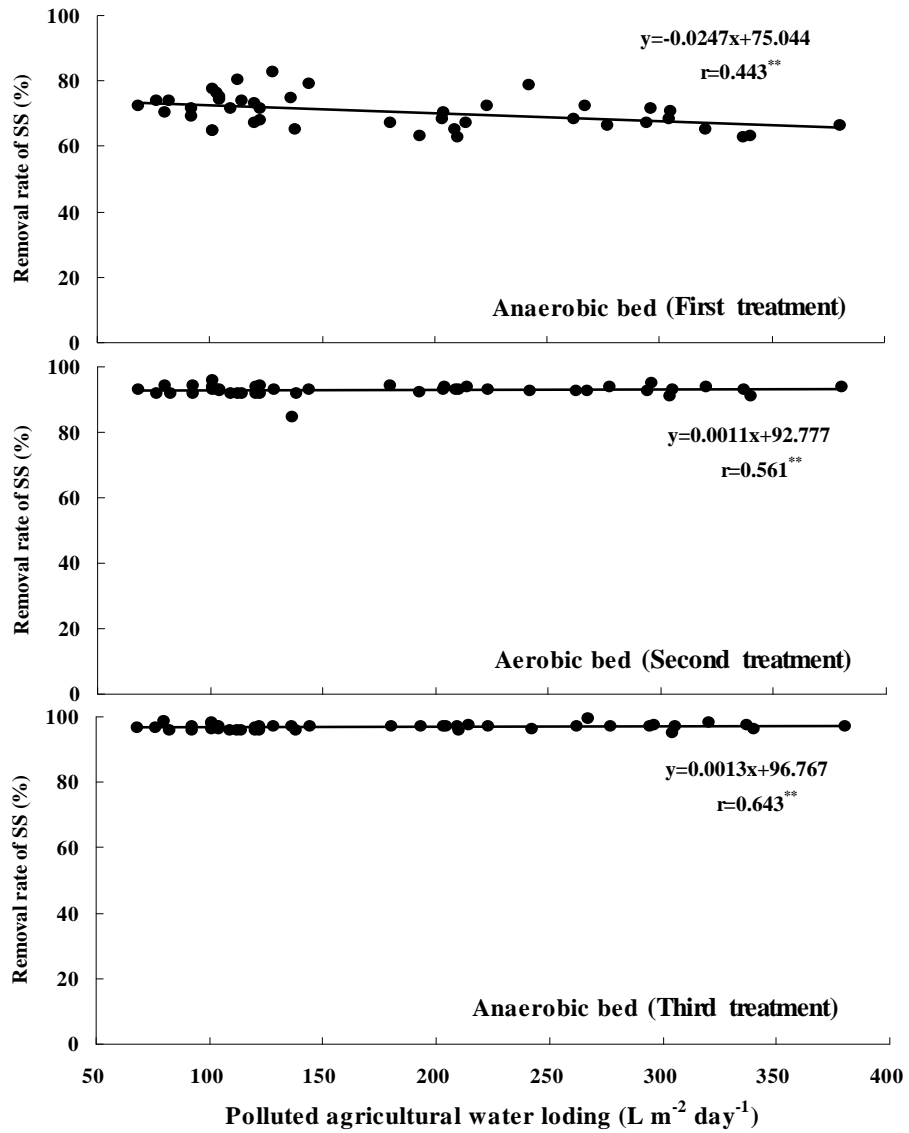 100
80
60
40
20
0
Removal rate of SS (%)
y=-0.0247x+75.044
r=0.443**
Anaerobic bed (First treatment)
100
80
60
40
20
0
Removal rate of SS (%)
y=0.0011x+92.777
r=0.561**
Aerobic bed (Second treatment)
100
80
60
40
20
0
Removal rate of SS (%)
y=0.0013x+96.767
r=0.643**
Anaerobic bed (Third treatment)
50 100 150 200 250 300 350 400
Polluted agricultural water loding (L m-2 day-1)